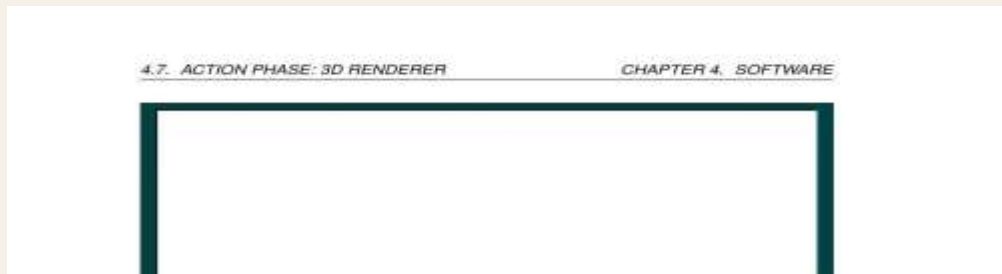 4.7. ACTION PHASE: 3D RENDERER CHAPTER 4. SOFTWARE